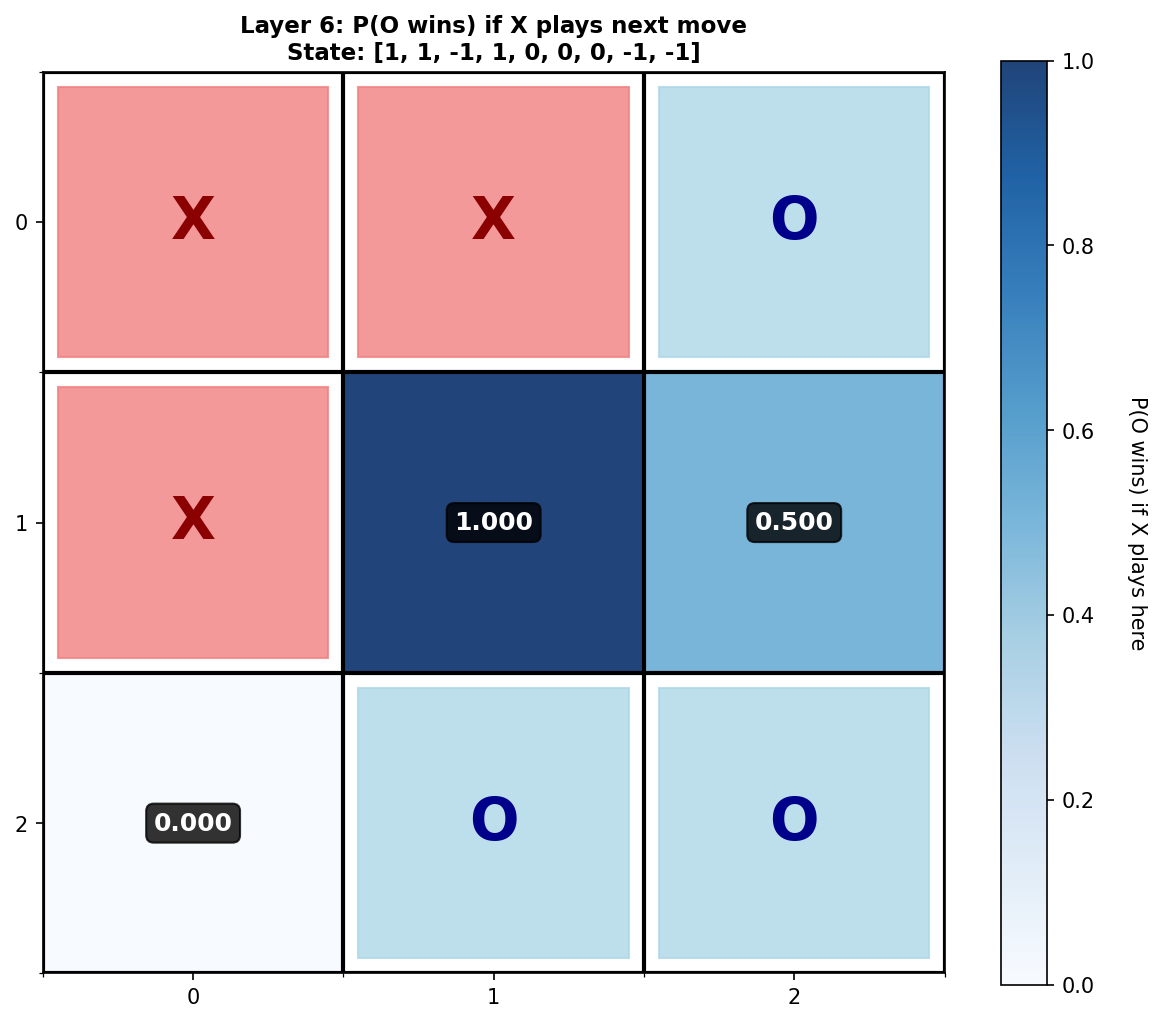 Layer 6: P(O wins) if X plays next move
State: [1, 1, -1, 1, 0, 0, 0, -1, -1]
X
X
O
0
X
1.000
0.500
1
0.000
O
O
2
0
1
2
1.0
0.8
0.6
0.4
0.2
0.0
P(O wins) if X plays here